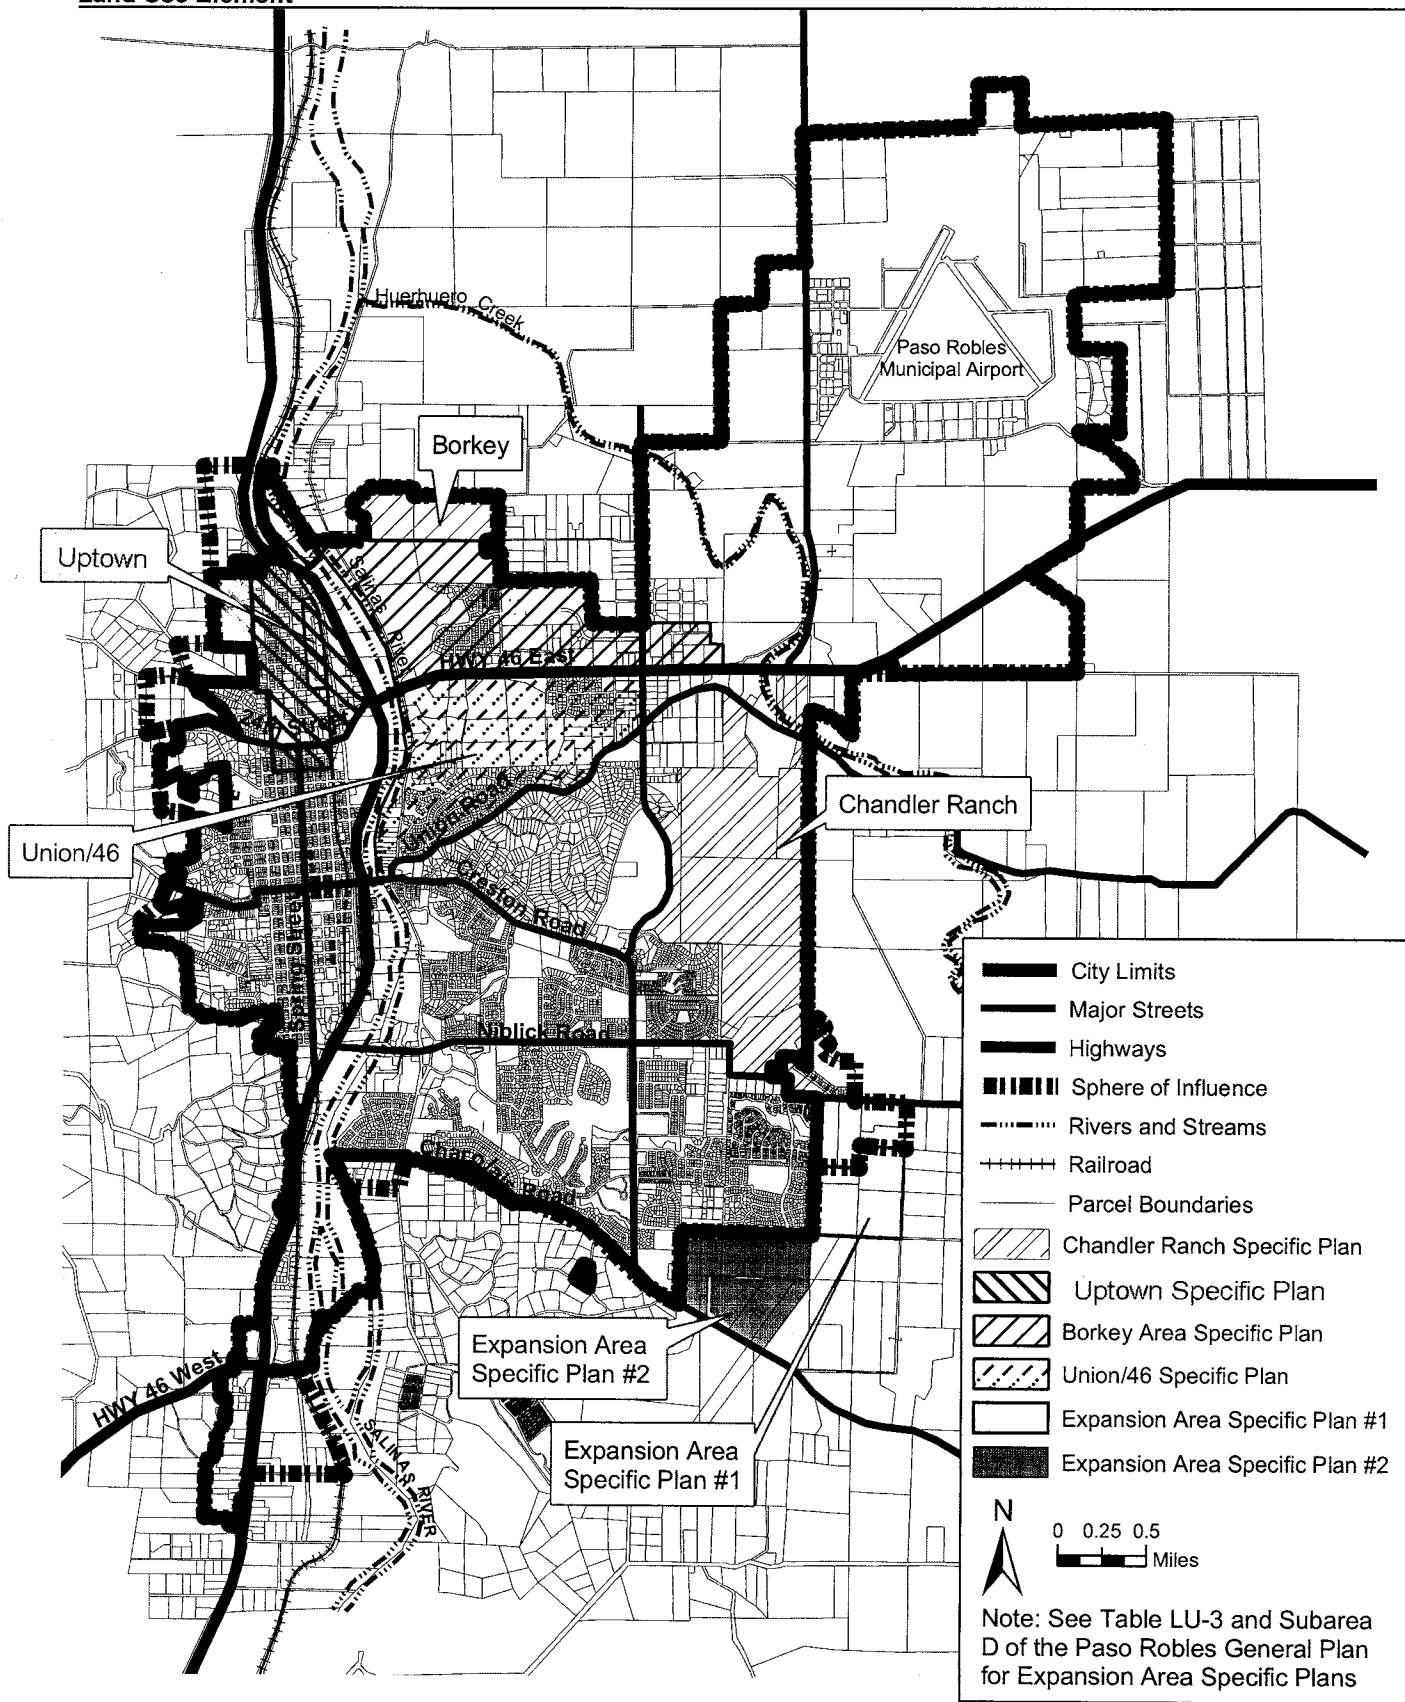 Land Use Element
Huerhuero Creek
Paso Robles
Municipal Airport
Borkey
Uptown
Salinas River
HWY 46 East
24th Street
Union/46
Union Road
Chandler Ranch
Creston Road
Spring Street
Niblick Road
Charolais Road
Expansion Area
Specific Plan #2
HWY 46 West
Expansion Area
Specific Plan #1
SALINAS RIVER
City Limits
Major Streets
Highways
Sphere of Influence
Rivers and Streams
Railroad
Parcel Boundaries
Chandler Ranch Specific Plan
Uptown Specific Plan
Borkey Area Specific Plan
Union/46 Specific Plan
Expansion Area Specific Plan #1
Expansion Area Specific Plan #2
N
0 0.25 0.5
Miles
Note: See Table LU-3 and Subarea
D of the Paso Robles General Plan
for Expansion Area Specific Plans